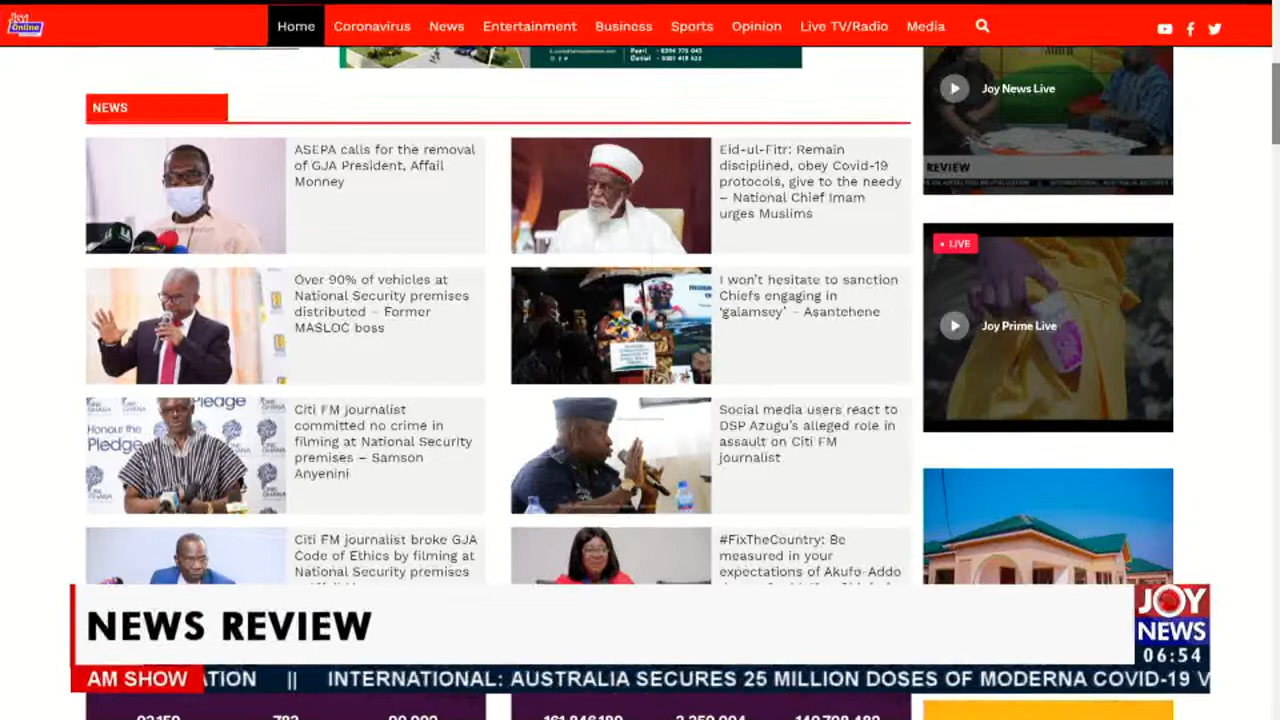 Joy
Online
Home
Coronavirus
News
Entertainment
Business
Sports
Opinion
Live TV/Radio
Media
NEWS
ASEPA calls for the removal
of GJA President, Affail
Monney
Eid-ul-Fitr: Remain
disciplined, obey Covid-19
protocols, give to the needy
– National Chief Imam
urges Muslims
Over 90% of vehicles at
National Security premises
distributed – Former
MASLOC boss
I won't hesitate to sanction
Chiefs engaging in
'galamsey' – Asantehene
Citi FM journalist
committed no crime in
filming at National Security
premises – Samson
Anyenini
Honour the
Pledge
Social media users react to
DSP Azugu's alleged role in
assault on Citi FM
journalist
Citi FM journalist broke GJA
Code of Ethics by filming at
National Security premises
#FixTheCountry: Be
measured in your
expectations of Akufo-Addo
Joy News Live
REVIEW
• LIVE
Joy Prime Live
NEWS REVIEW
JOY
NEWS
06:54
AM SHOW
ATION || INTERNATIONAL: AUSTRALIA SECURES 25 MILLION DOSES OF MODERNA COVID-19 V